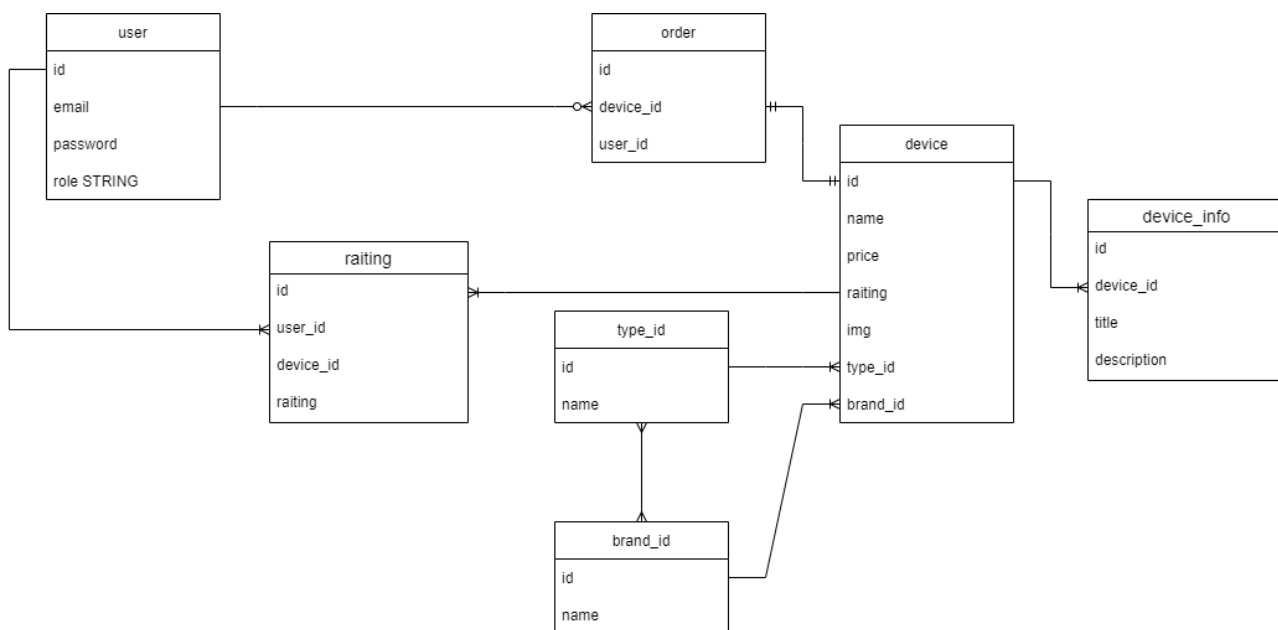 user
id
email
password
role STRING
order
id
device_id
user_id
device
id
name
price
raiting
img
type_id
brand_id
device_info
id
device_id
title
description
raiting
id
user_id
device_id
raiting
type_id
id
name
brand_id
id
name